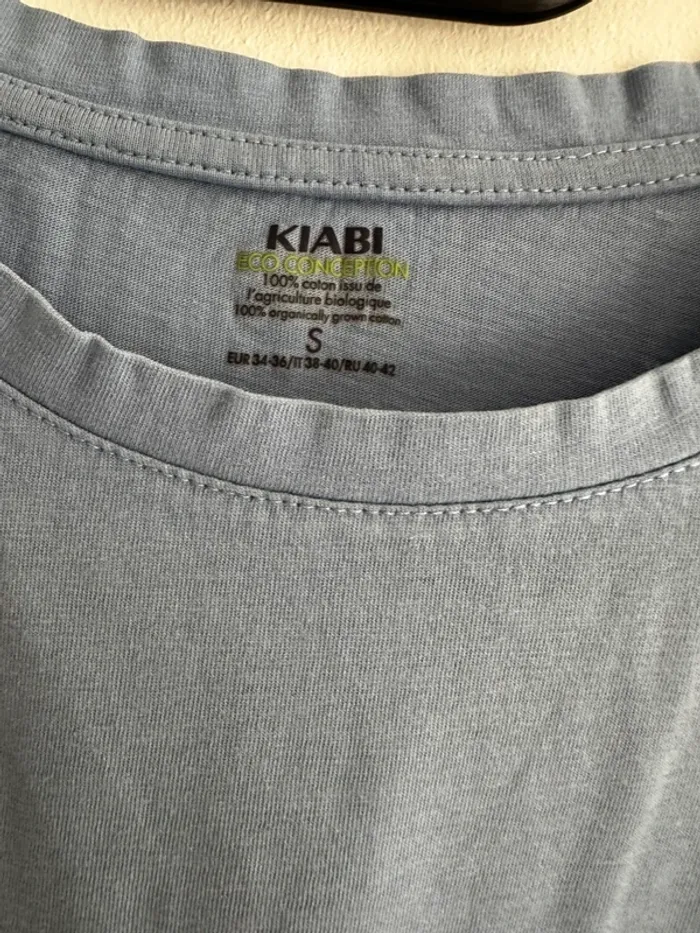 KIABI
ECO CONCEPTION
100% coton issu de
l'agriculture biologique
100% organically grown cotton
S
EUR 34-36/IT 38-40/RU 40-42